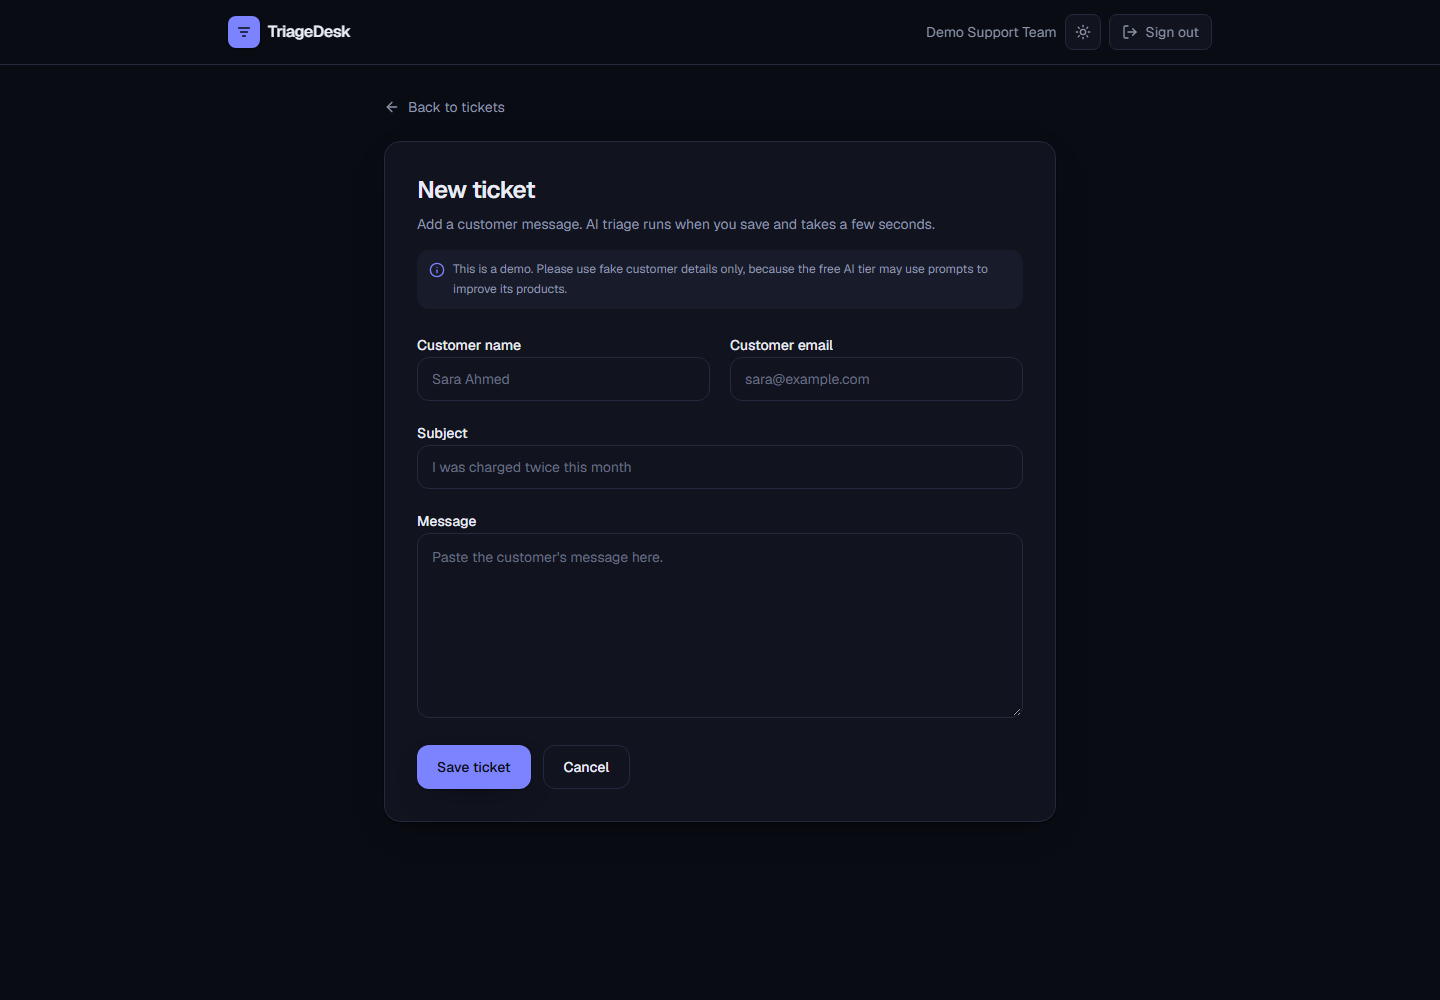 TriageDesk
Demo Support Team
Sign out
Back to tickets
New ticket
Add a customer message. AI triage runs when you save and takes a few seconds.
This is a demo. Please use fake customer details only, because the free AI tier may use prompts to
improve its products.
Customer name
Customer email
Sara Ahmed
sara@example.com
Subject
I was charged twice this month
Message
Paste the customer's message here.
Save ticket
Cancel